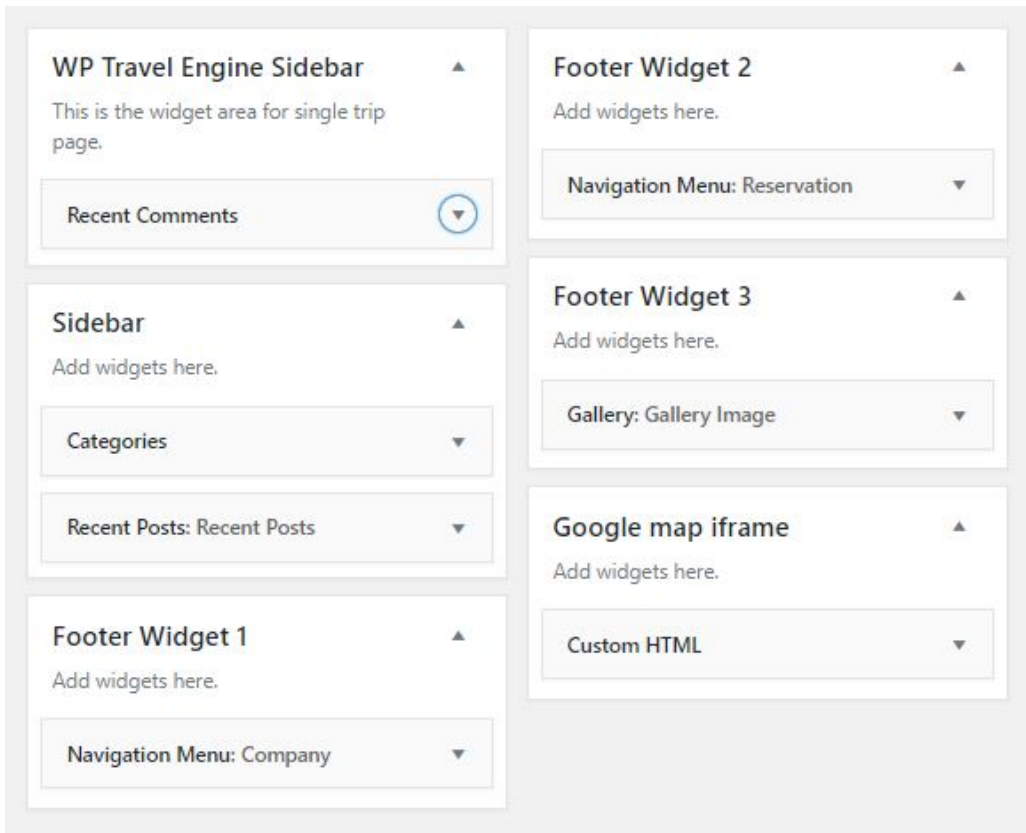 WP Travel Engine Sidebar
This is the widget area for single trip
page.
Recent Comments
Sidebar
Add widgets here.
Categories
Recent Posts: Recent Posts
Footer Widget 1
Add widgets here.
Navigation Menu: Company
Footer Widget 2
Add widgets here.
Navigation Menu: Reservation
Footer Widget 3
Add widgets here.
Gallery: Gallery Image
Google map iframe
Add widgets here.
Custom HTML